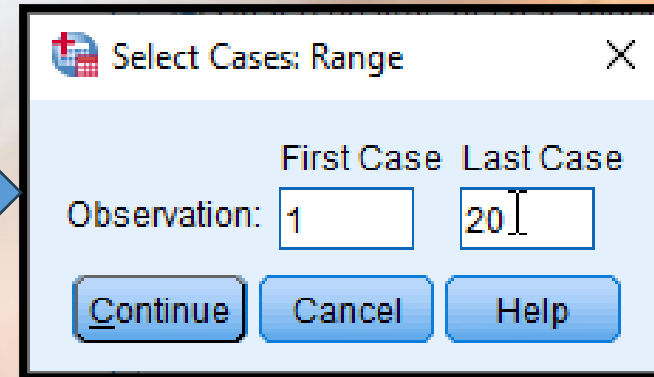 Select Cases: Range
First Case Last Case
Observation: 1 20
Continue Cancel Help